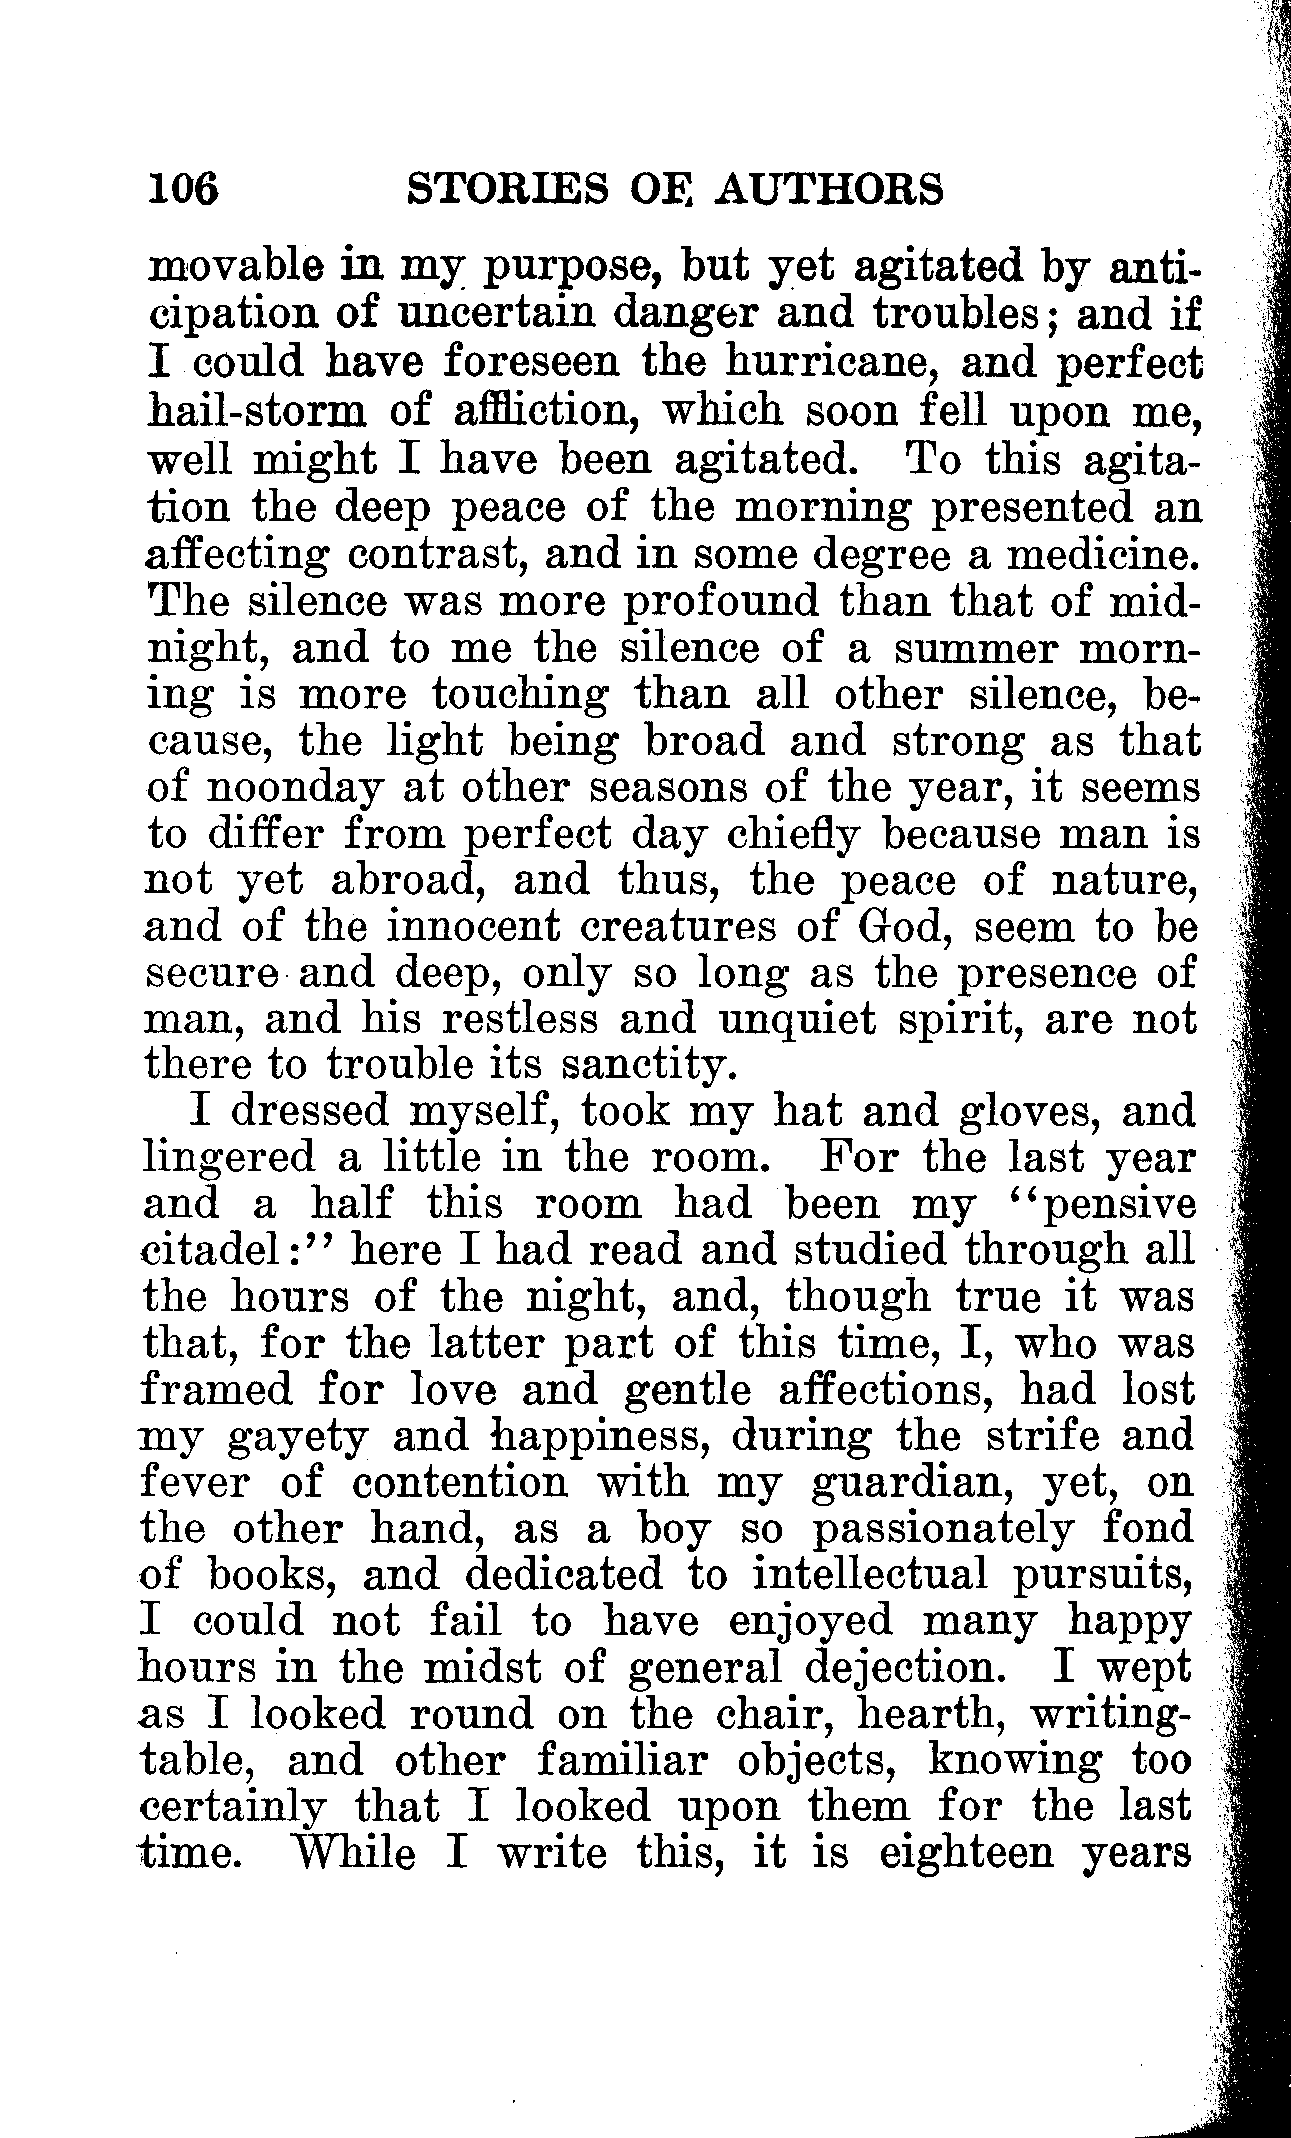 106 STORIES OF AUTHORS
movable in my purpose, but yet agitated by anti-
cipation of uncertain danger and troubles; and if
I could have foreseen the hurricane, and perfect
hail-storm of affliction, which soon fell upon me,
well might I have been agitated. To this agita-
tion the deep peace of the morning presented an
affecting contrast, and in some degree a medicine.
The silence was more profound than that of mid-
night, and to me the silence of a summer morn-
ing is more touching than all other silence, be-
cause, the light being broad and strong as that
of noonday at other seasons of the year, it seems
to differ from perfect day chiefly because man is
not yet abroad, and thus, the peace of nature,
and of the innocent creatures of God, seem to be
secure and deep, only so long as the presence of
man, and his restless and unquiet spirit, are not
there to trouble its sanctity.
I dressed myself, took my hat and gloves, and
lingered a little in the room. For the last year
and a half this room had been my "pensive
citadel:" here I had read and studied through all
the hours of the night, and, though true it was
that, for the latter part of this time, I, who was
framed for love and gentle affections, had lost
my gayety and happiness, during the strife and
fever of contention with my guardian, yet, on
the other hand, as a boy so passionately fond
of books, and dedicated to intellectual pursuits,
I could not fail to have enjoyed many happy
hours in the midst of general dejection. I wept
as I looked round on the chair, hearth, writing-
table, and other familiar objects, knowing too
certainly that I looked upon them for the last
time. While I write this, it is eighteen years